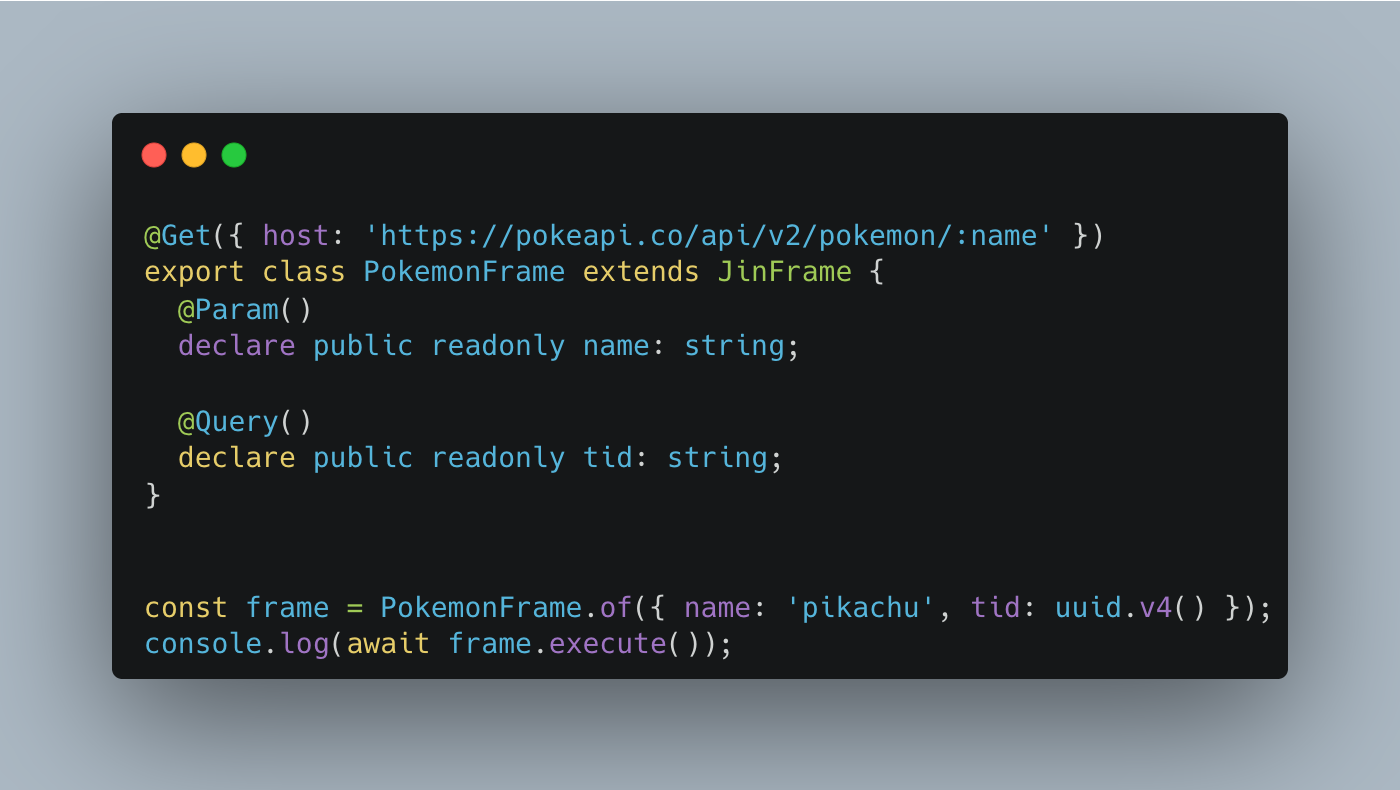 @Get({ host: 'https://pokeapi.co/api/v2/pokemon/:name' })
export class PokemonFrame extends JinFrame {
  @Param()
  declare public readonly name: string;

  @Query()
  declare public readonly tid: string;
}

const frame = PokemonFrame.of({ name: 'pikachu', tid: uuid.v4() });
console.log(await frame.execute());